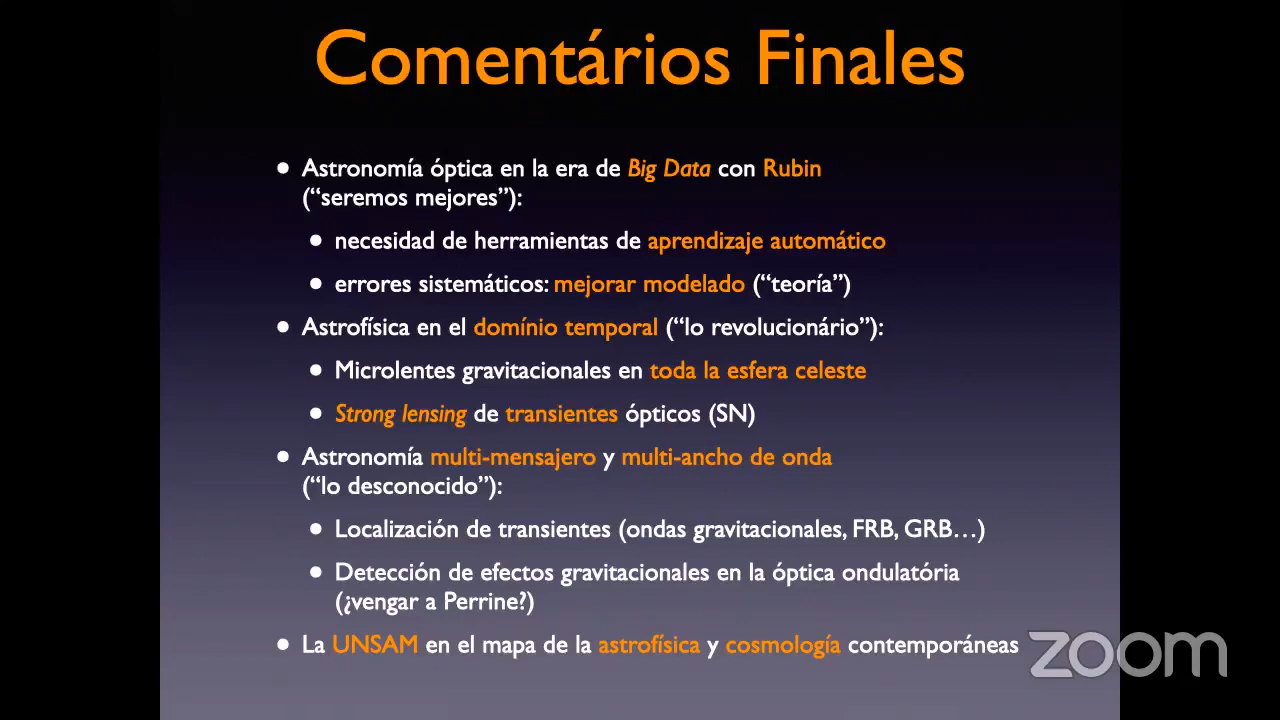 Comentários Finales
• Astronomía óptica en la era de Big Data con Rubin
(“seremos mejores”):
• necesidad de herramientas de aprendizaje automático
• errores sistemáticos: mejorar modelado (“teoría”)
• Astrofísica en el domínio temporal (“lo revolucionário”):
• Microlentes gravitacionales en toda la esfera celeste
• Strong lensing de transientes ópticos (SN)
• Astronomía multi-mensajero y multi-ancho de onda
(“lo desconocido”):
• Localización de transientes (ondas gravitacionales, FRB, GRB…)
• Detección de efectos gravitacionales en la óptica ondulatória
(¿vengar a Perrine?)
• La UNSAM en el mapa de la astrofísica y cosmología contemporáneas
zoom